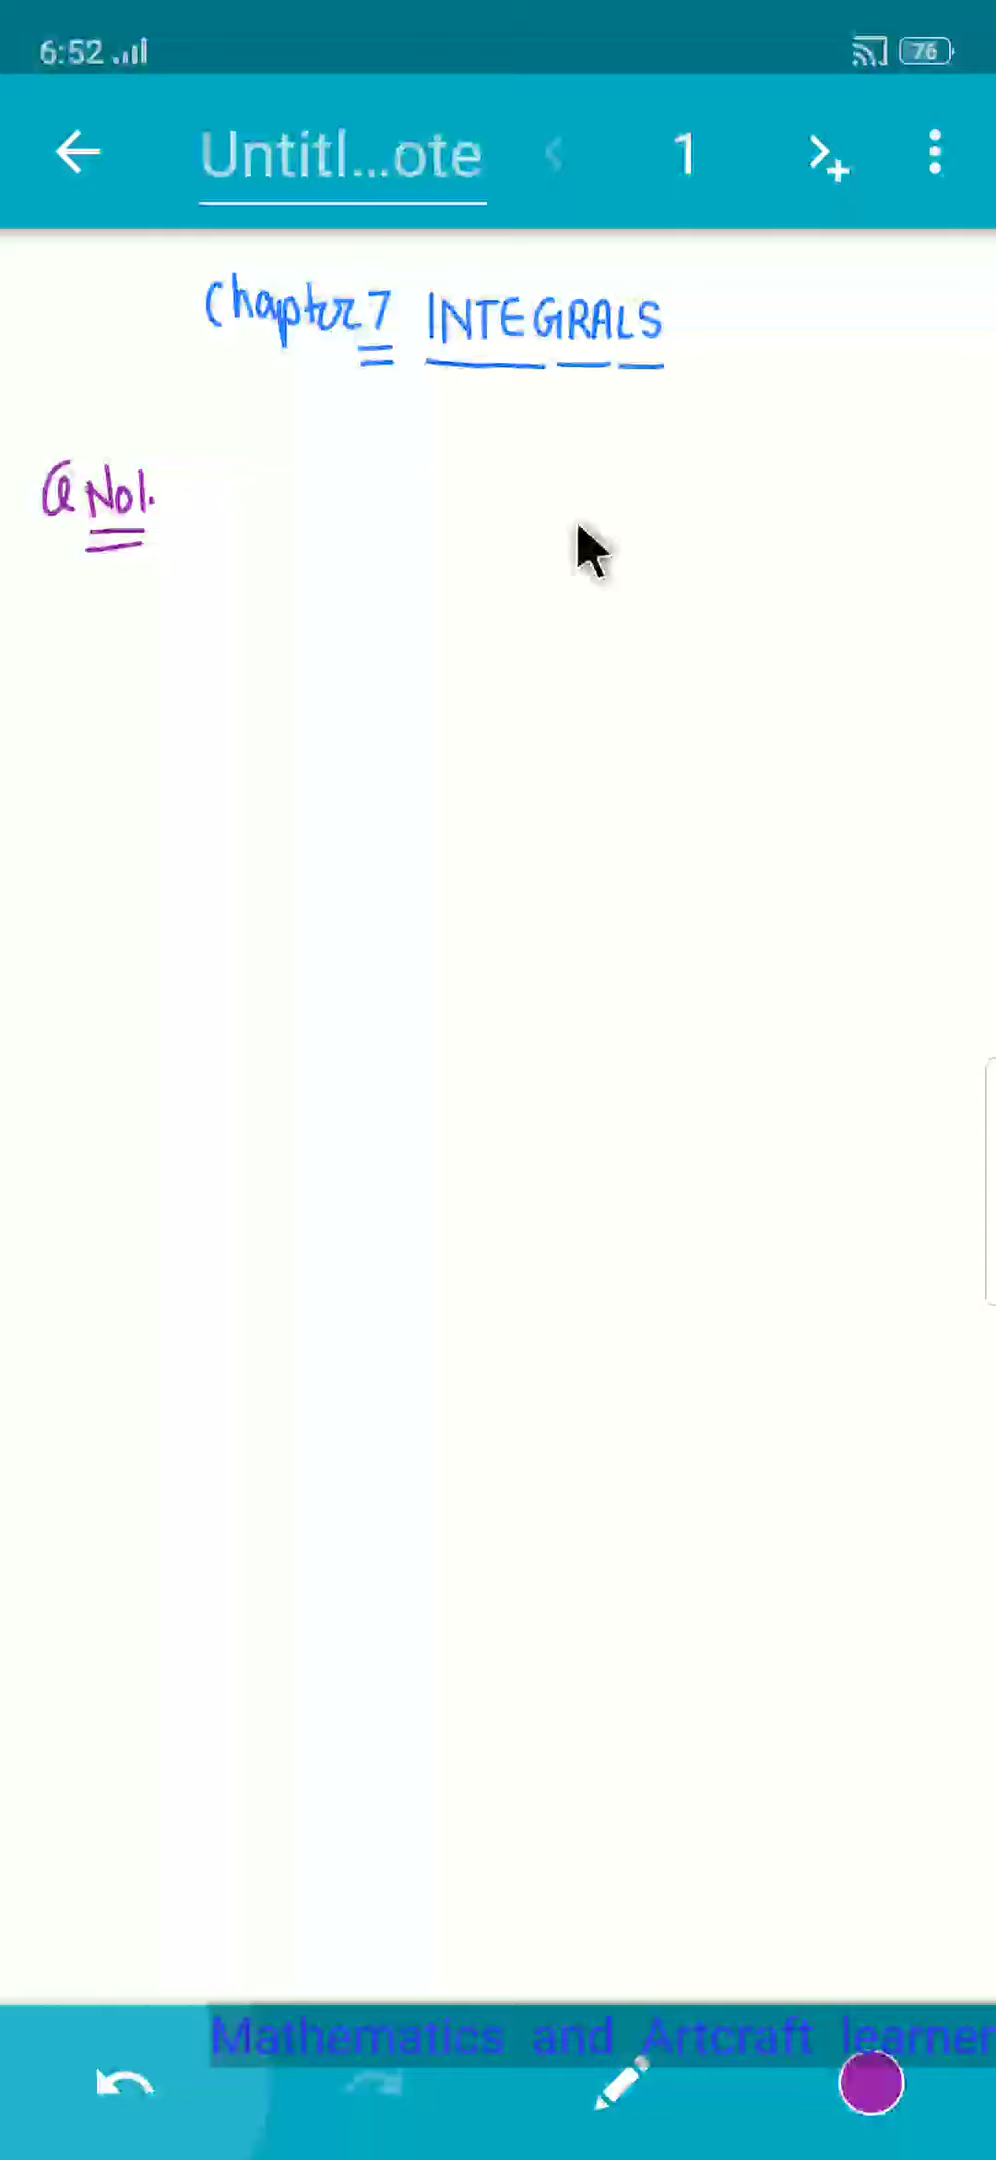 6:52
76
Untitl...ote
1
Chapter 7 INTEGRALS
Q No1.
Mathematics and Artcraft learner